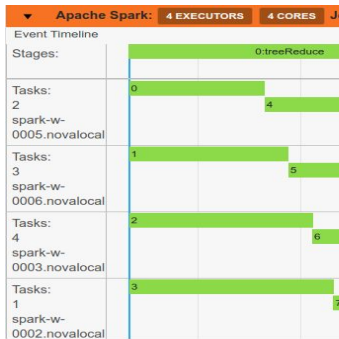 Apache Spark: 4 EXECUTORS 4 CORES
Event Timeline
Stages: 0:treeReduce
Tasks:
2
spark-w-
0005.novalocal
0
4
Tasks:
3
spark-w-
0006.novalocal
1
5
Tasks:
4
spark-w-
0003.novalocal
2
6
Tasks:
1
spark-w-
0002.novalocal
3
7